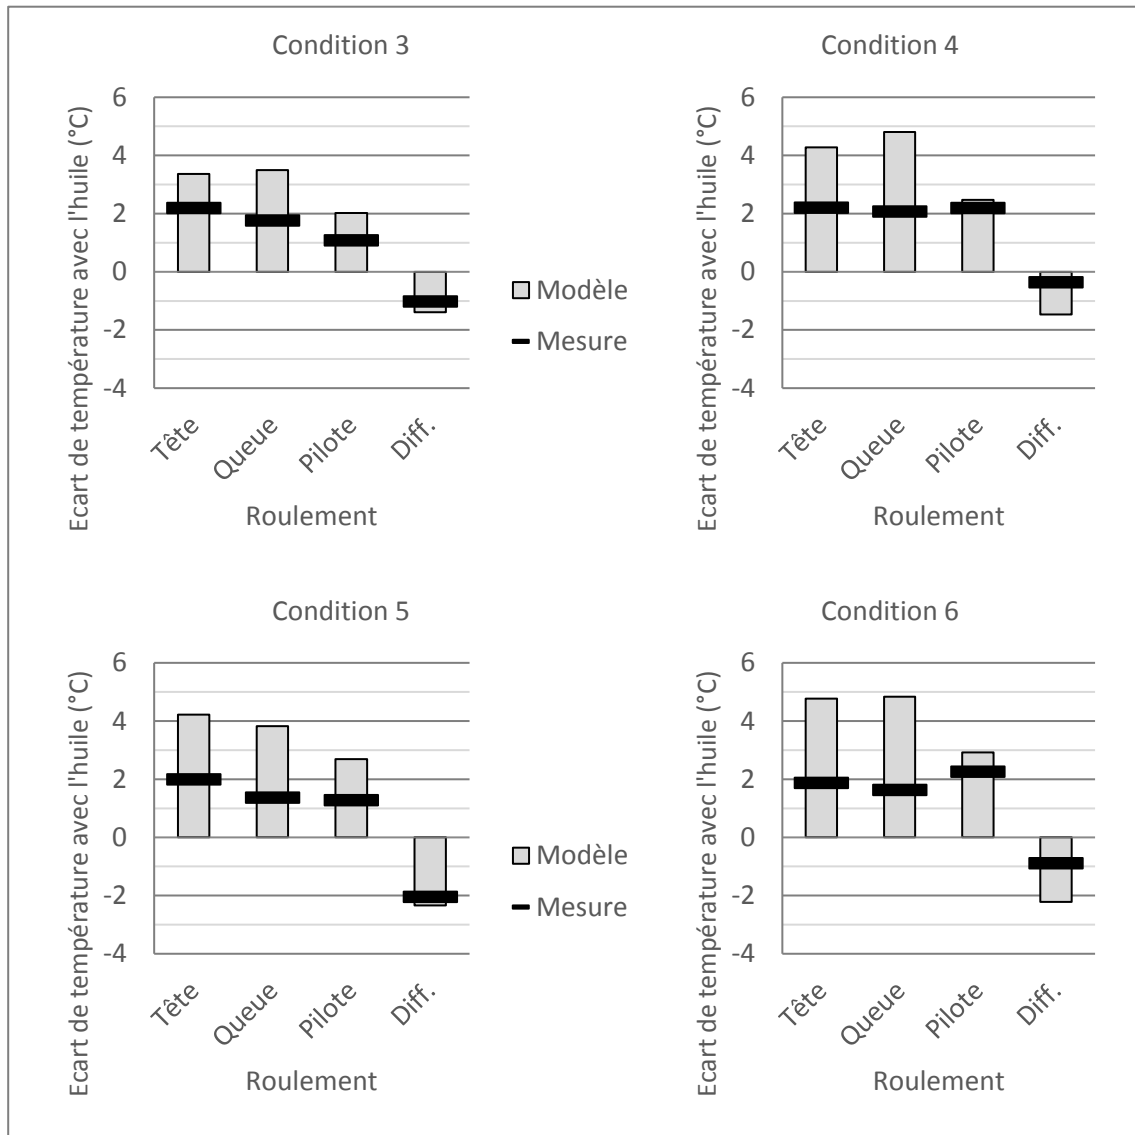 Condition 3
Ecart de température avec l'huile (°C)
6
4
2
0
-2
-4
Tête
Queue
Pilote
Diff.
Roulement
Modèle
Mesure
Condition 4
Ecart de température avec l'huile (°C)
6
4
2
0
-2
-4
Tête
Queue
Pilote
Diff.
Roulement
Condition 5
Ecart de température avec l'huile (°C)
6
4
2
0
-2
-4
Tête
Queue
Pilote
Diff.
Roulement
Modèle
Mesure
Condition 6
Ecart de température avec l'huile (°C)
6
4
2
0
-2
-4
Tête
Queue
Pilote
Diff.
Roulement